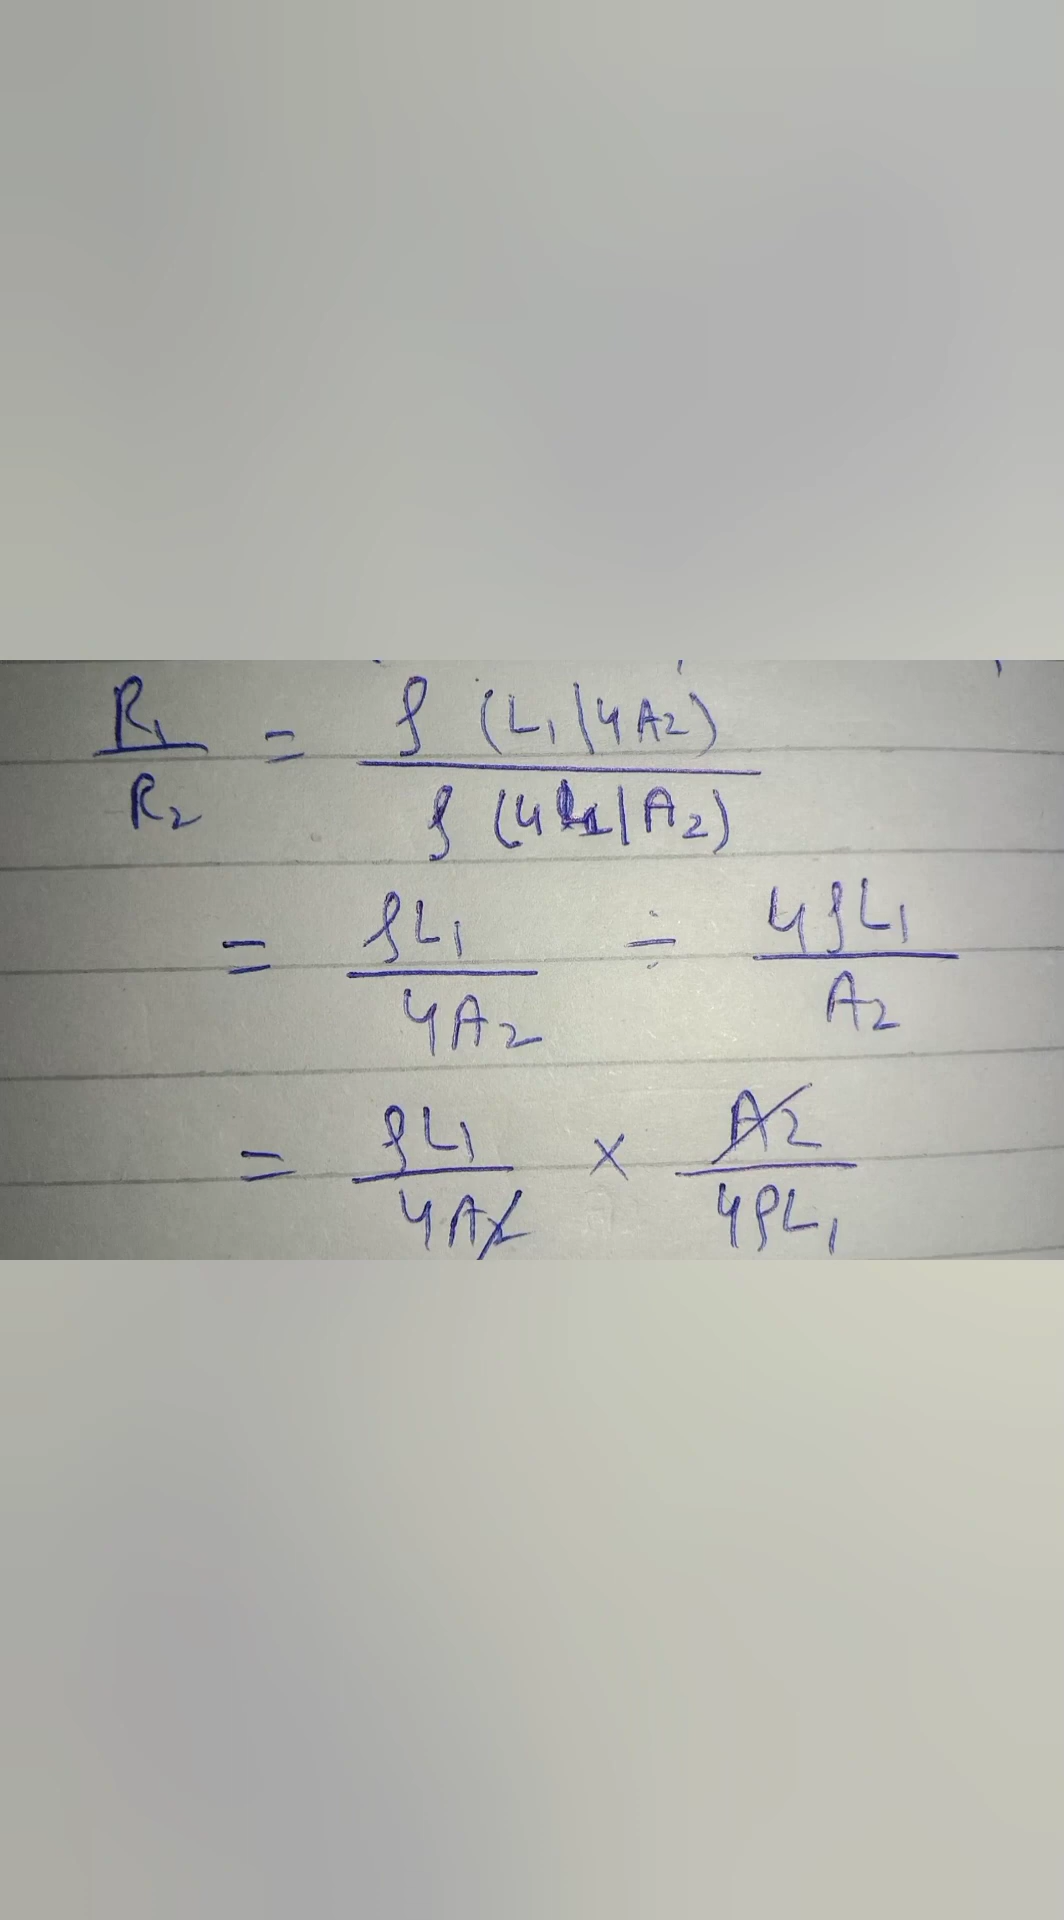 R₁/R₂ = ρ (L₁/4A₂) / ρ (4L₁/A₂)
= ρL₁/4A₂ ÷ 4ρL₁/A₂
= ρL₁/4A₂ × A₂/4ρL₁